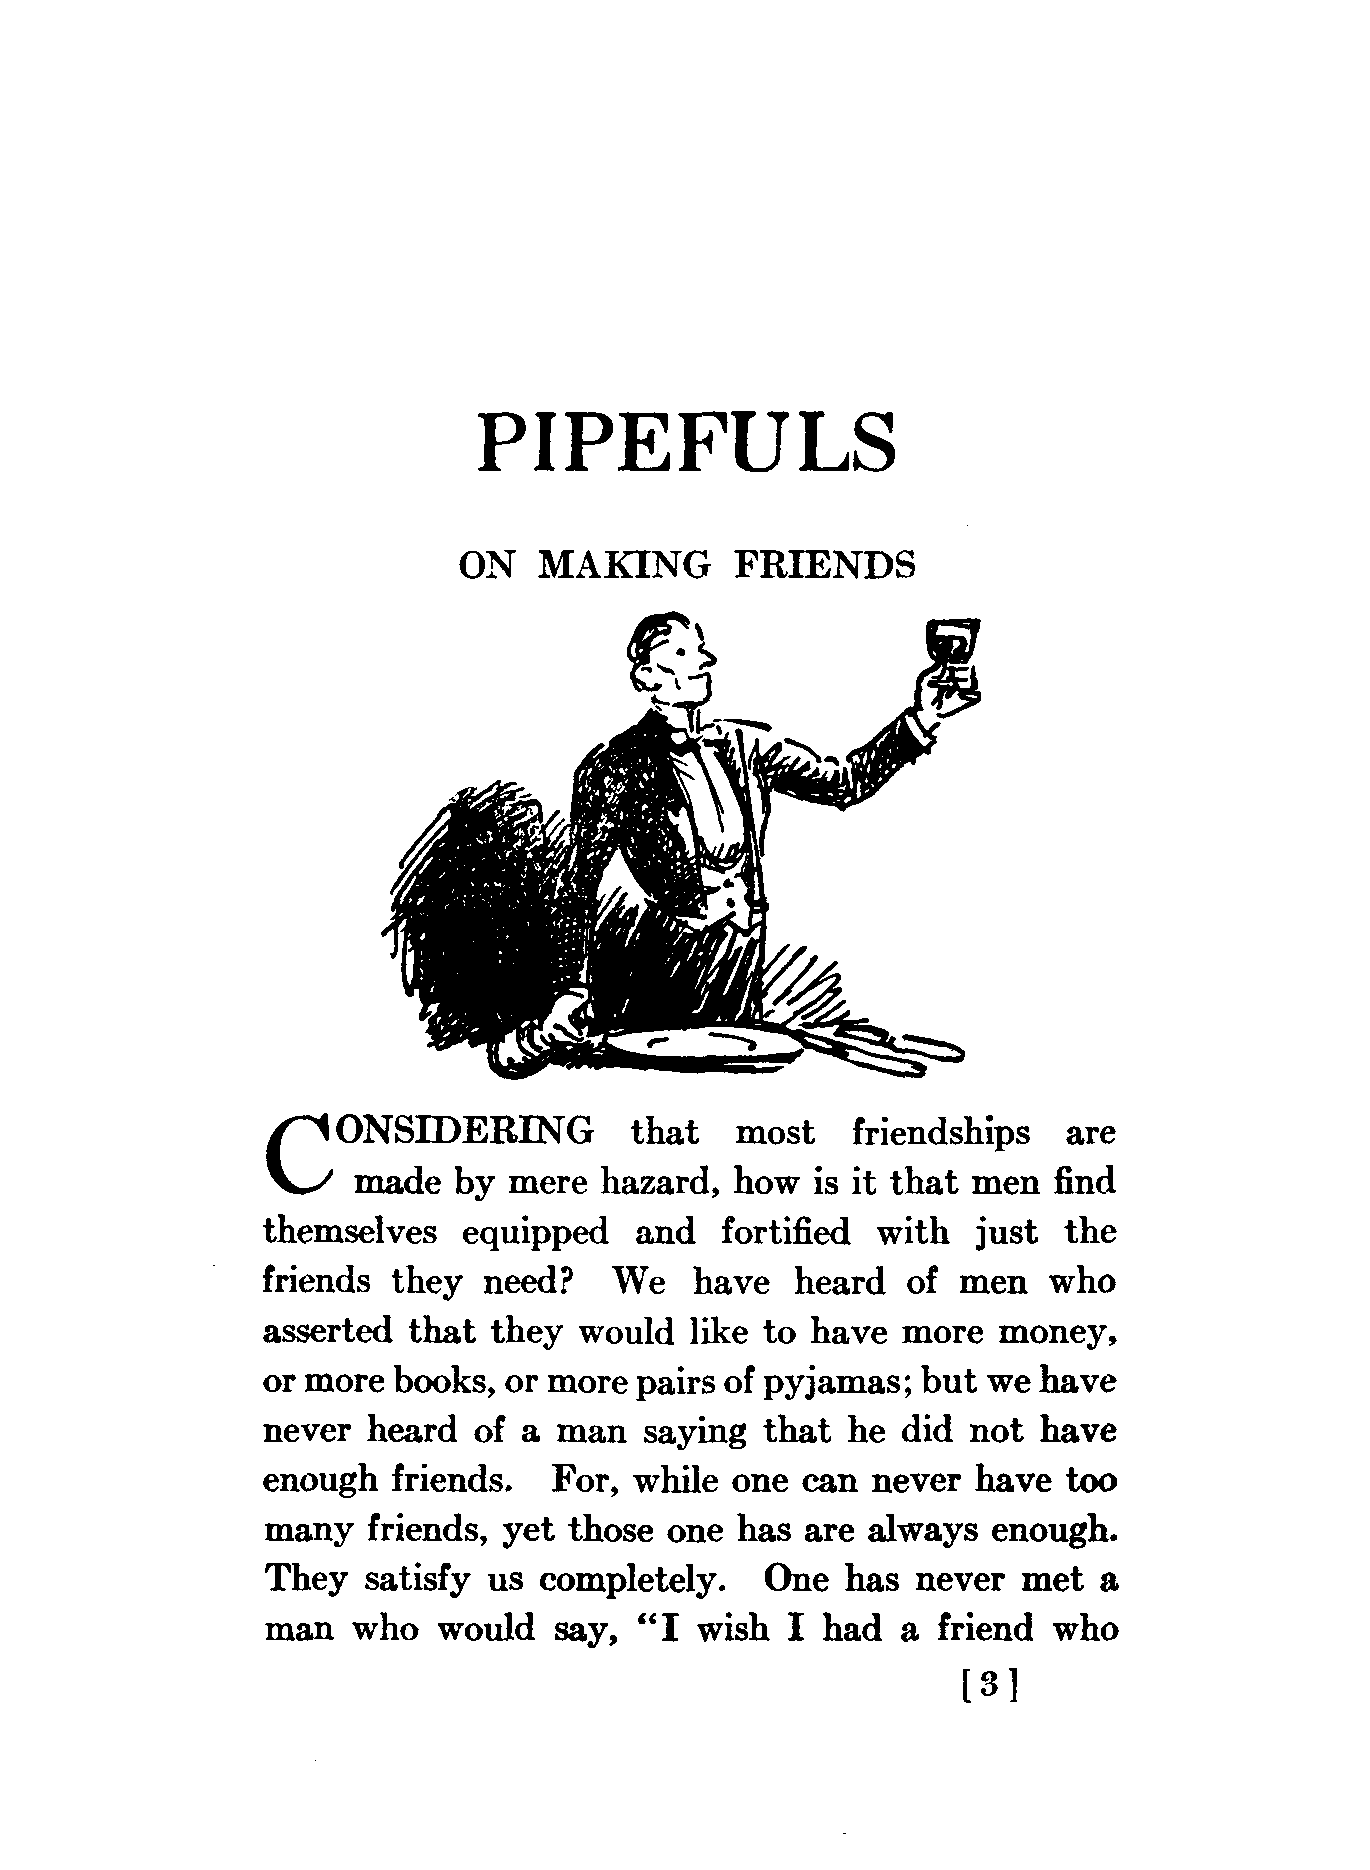 PIPEFULS
ON MAKING FRIENDS
CONSIDERING that most friendships are
made by mere hazard, how is it that men find
themselves equipped and fortified with just the
friends they need? We have heard of men who
asserted that they would like to have more money,
or more books, or more pairs of pyjamas; but we have
never heard of a man saying that he did not have
enough friends. For, while one can never have too
many friends, yet those one has are always enough.
They satisfy us completely. One has never met a
man who would say, “I wish I had a friend who
[3]